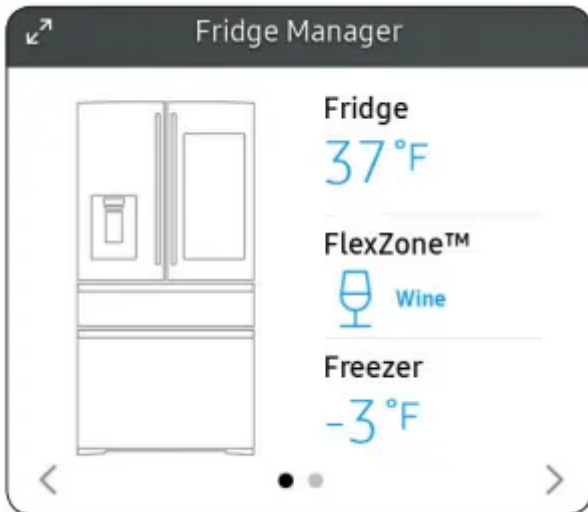 Fridge Manager
Fridge
37°F
FlexZone™
Wine
Freezer
-3°F